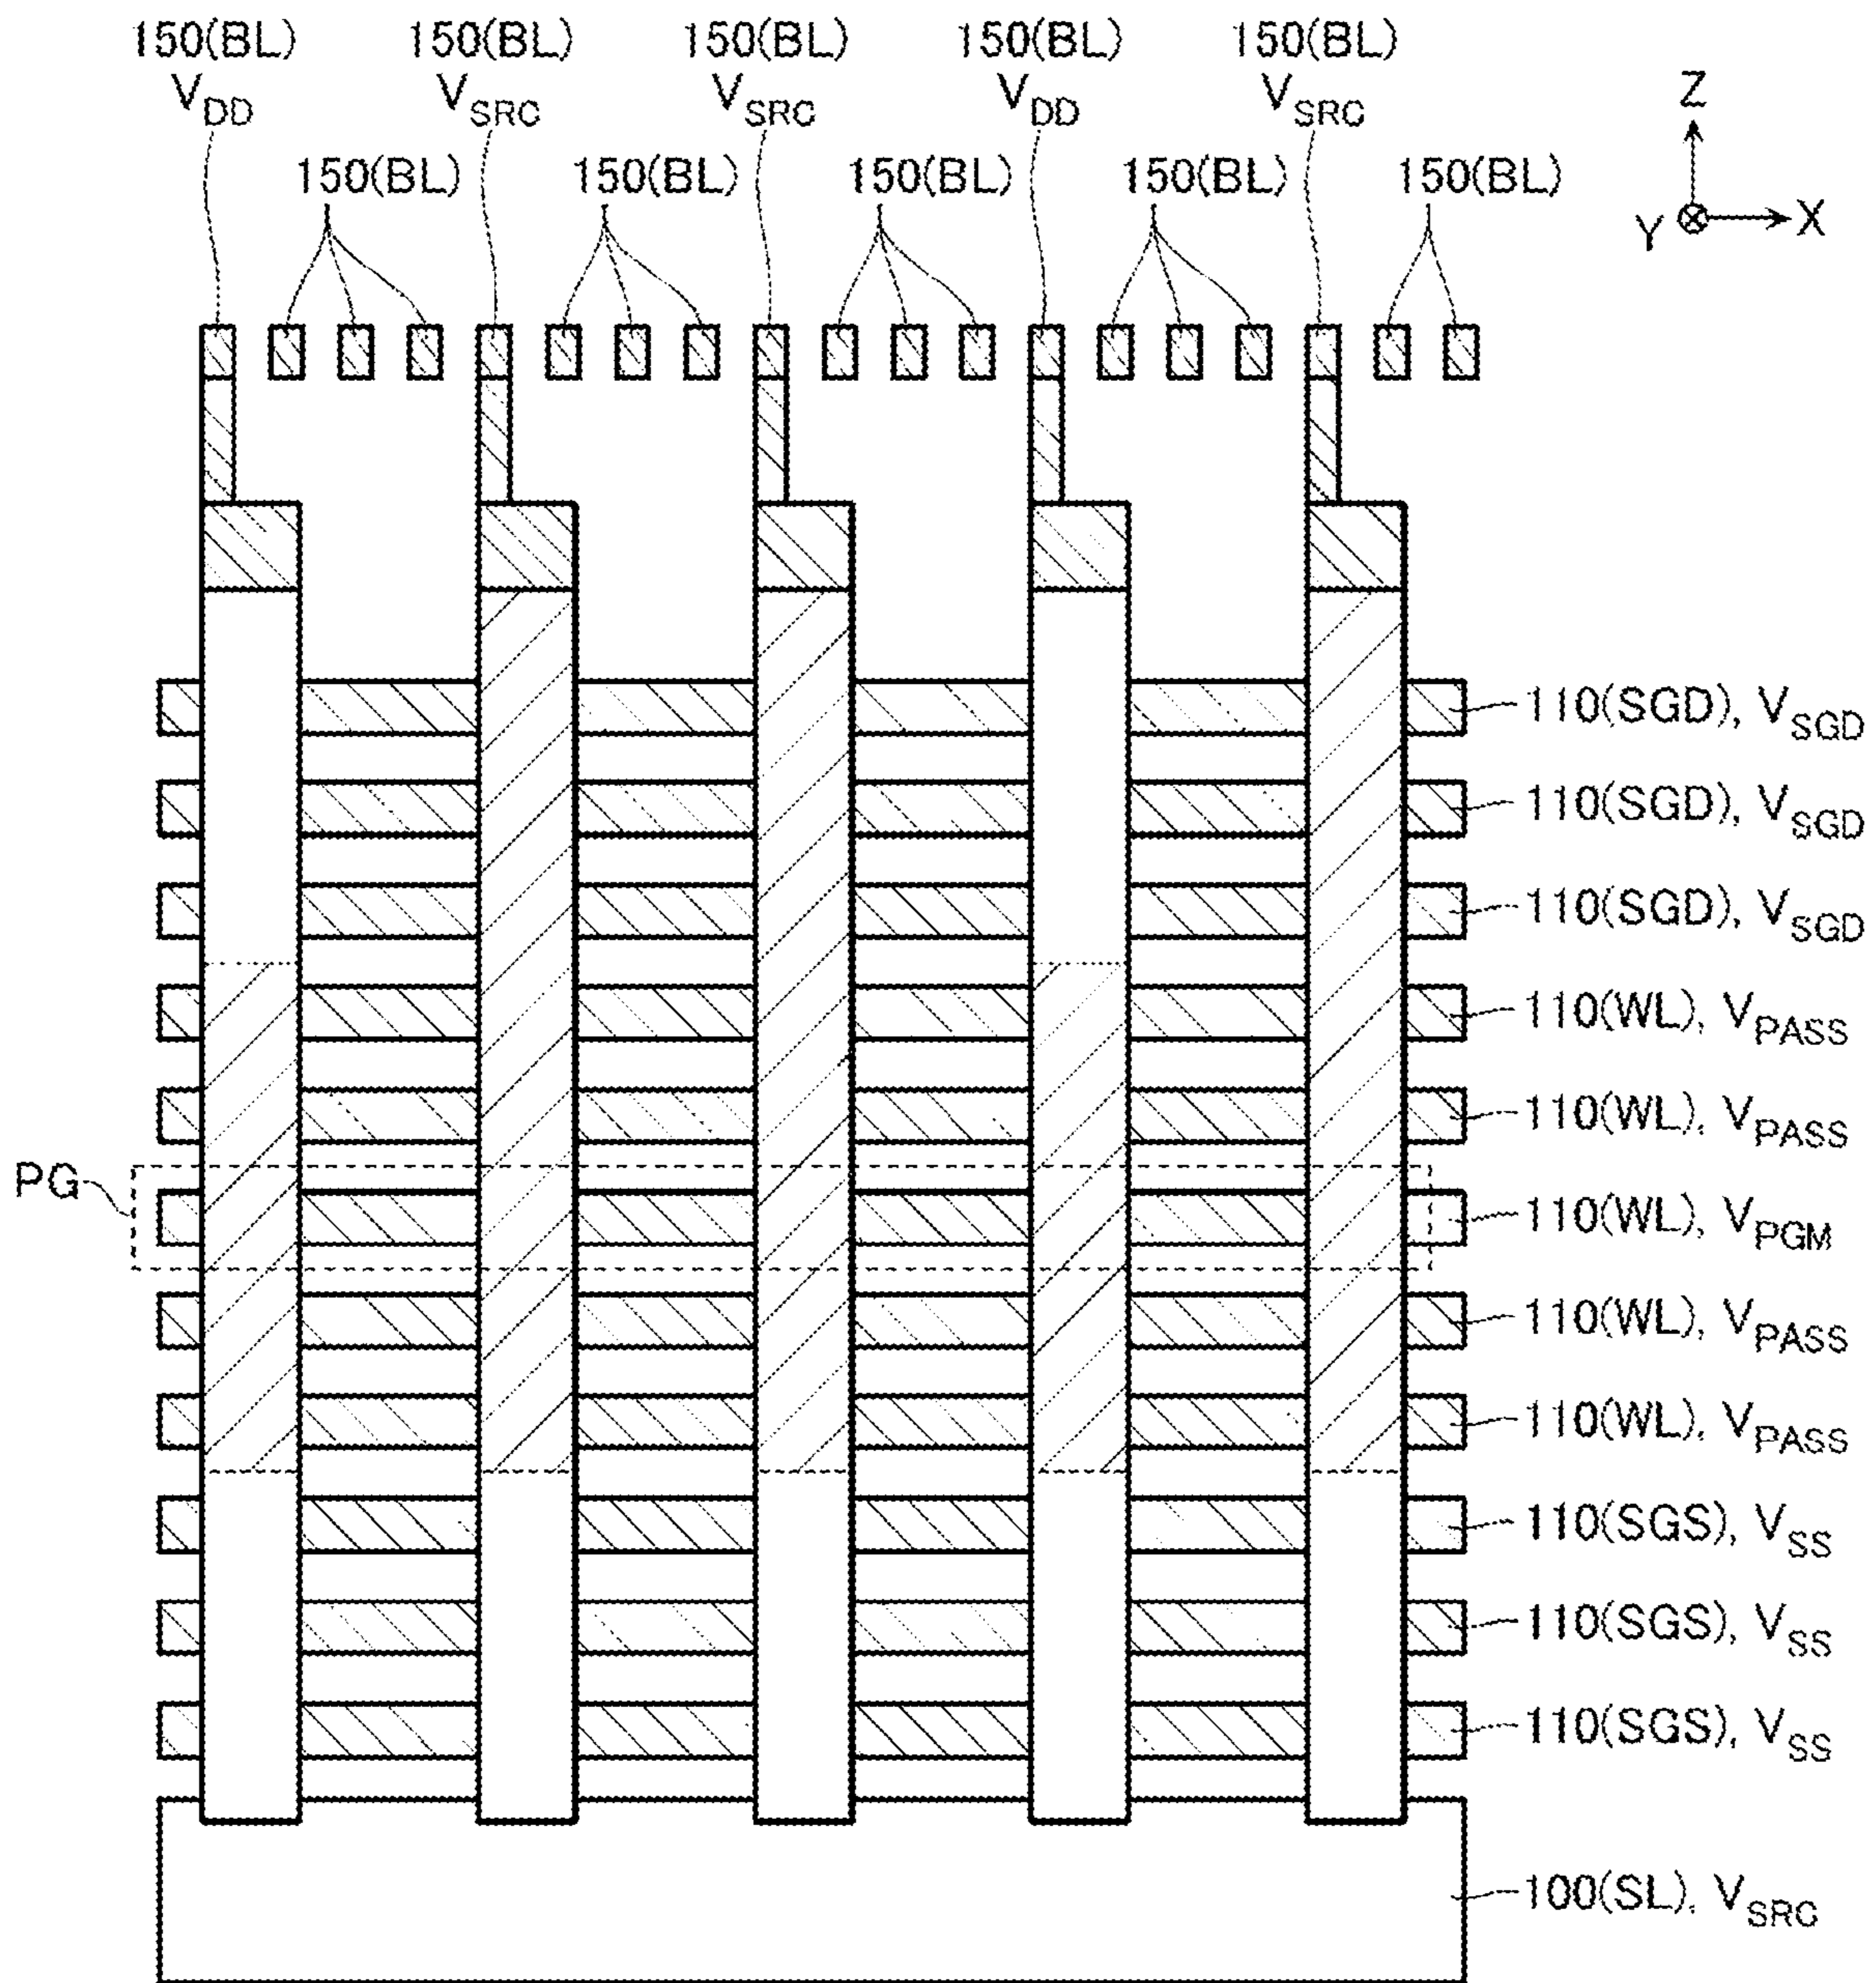 150(BL) 150(BL) 150(BL) 150(BL) 150(BL)
VDD VSRC VSRC VDD VSRC
150(BL) 150(BL) 150(BL) 150(BL) 150(BL)
Z
Y X
110(SGD), VSGD
110(SGD), VSGD
110(SGD), VSGD
110(WL), VPASS
110(WL), VPASS
PG
110(WL), VPGM
110(WL), VPASS
110(WL), VPASS
110(SGS), VSS
110(SGS), VSS
110(SGS), VSS
100(SL), VSRC